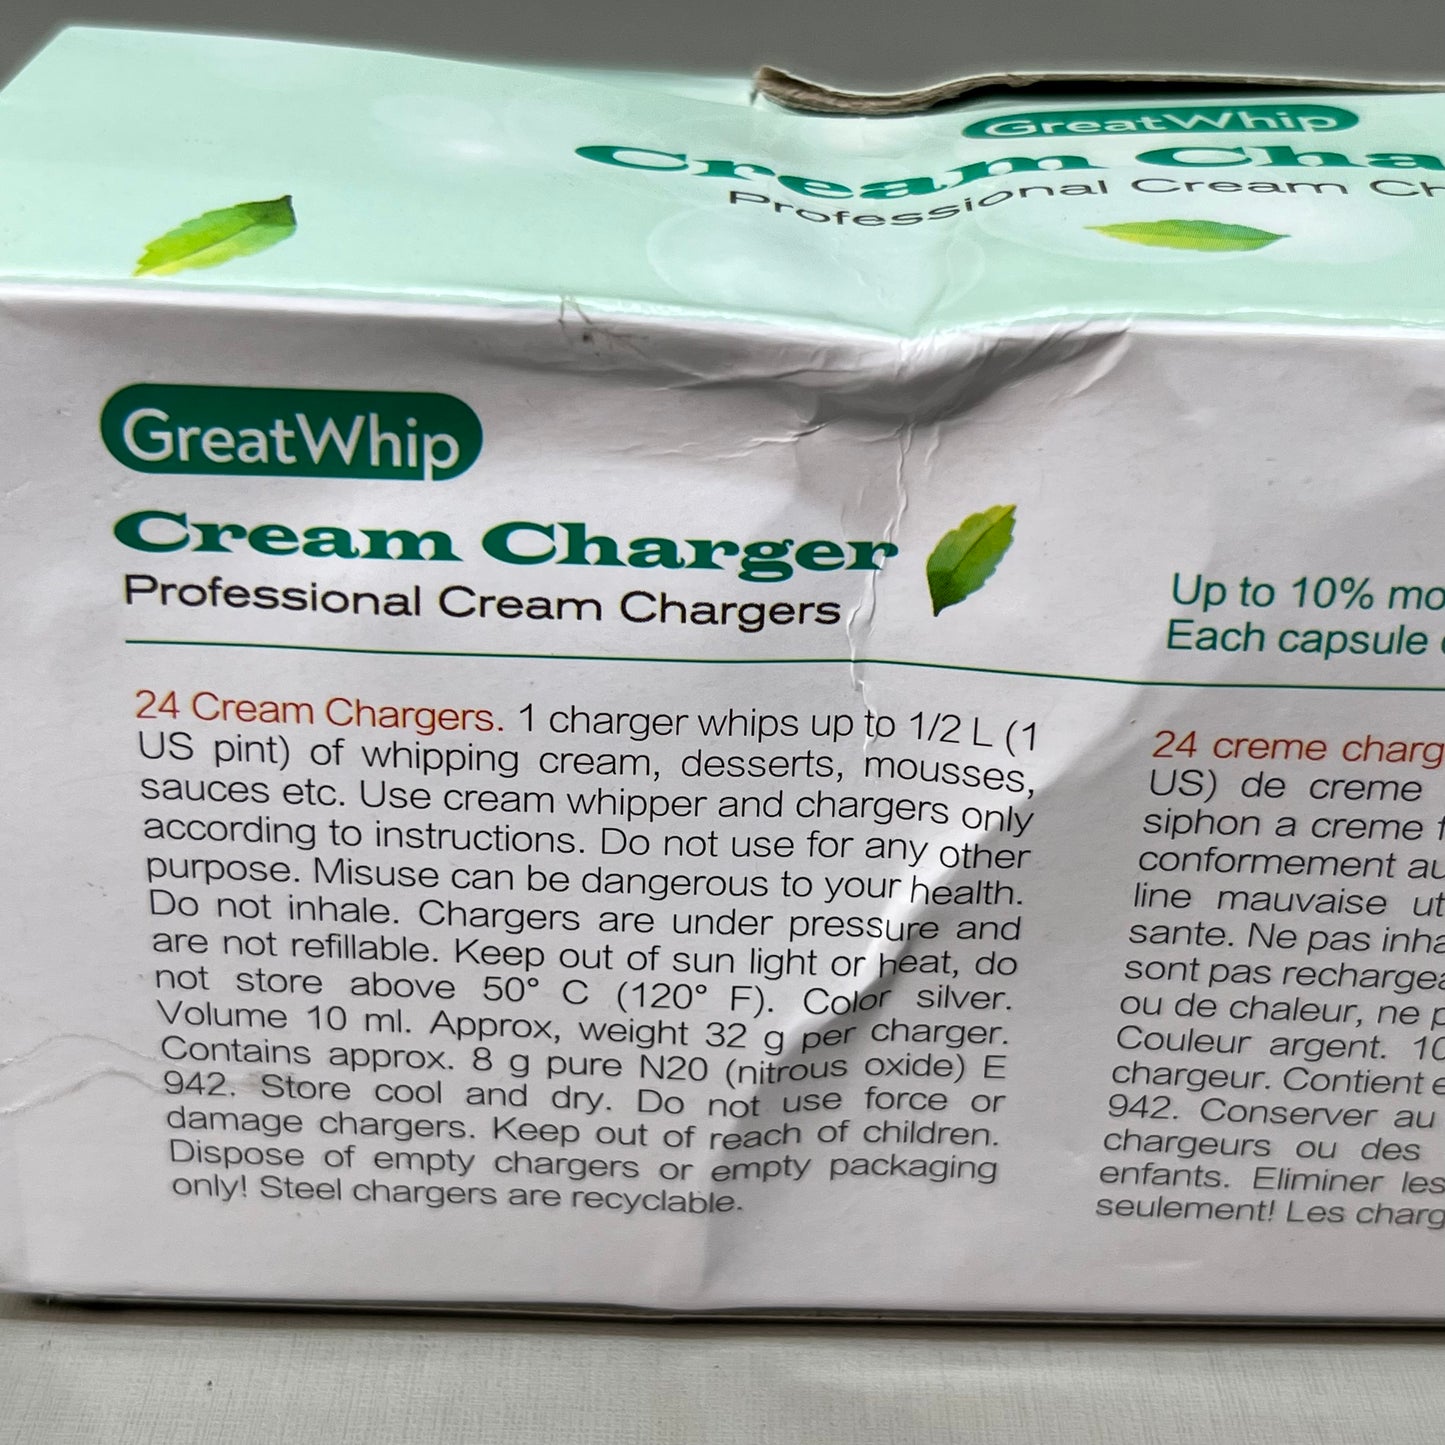 GreatWhip
Cream Cha
Professional Cream Ch
GreatWhip
Cream Charger
Professional Cream Chargers
24 Cream Chargers. 1 charger whips up to 1/2 L (1
US pint) of whipping cream, desserts, mousses,
sauces etc. Use cream whipper and chargers only
according to instructions. Do not use for any other
purpose. Misuse can be dangerous to your health.
Do not inhale. Chargers are under pressure and
are not refillable. Keep out of sun light or heat, do
not store above 50° C (120° F). Color silver.
Volume 10 ml. Approx, weight 32 g per charger.
Contains approx. 8 g pure N20 (nitrous oxide) E
942. Store cool and dry. Do not use force or
damage chargers. Keep out of reach of children.
Dispose of empty chargers or empty packaging
only! Steel chargers are recyclable.
Up to 10% mo
Each capsule
24 creme charg
US) de creme
siphon a creme f
conformement au
line mauvaise ut
sante. Ne pas inha
sont pas rechargea
ou de chaleur, ne p
Couleur argent. 10
chargeur. Contient e
942. Conserver au
chargeurs ou des
enfants. Eliminer les
seulement! Les charg